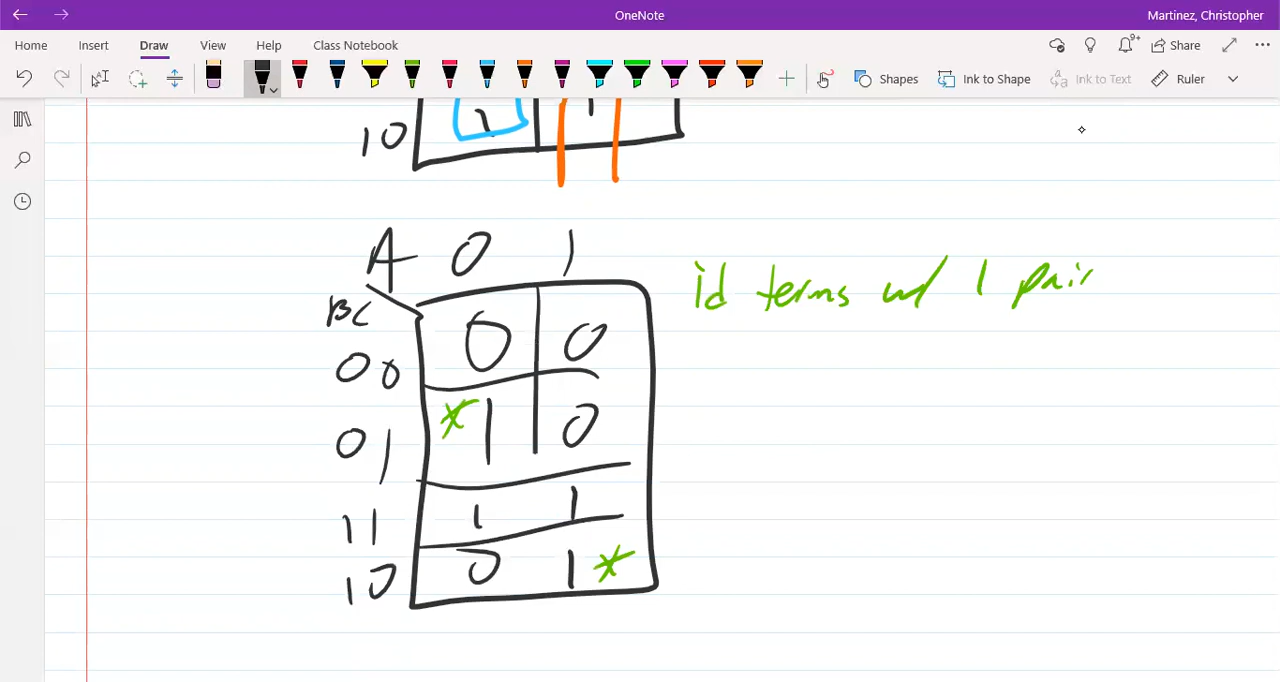 OneNote
Martinez, Christopher
Home Insert Draw View Help Class Notebook
Share
Shapes
Ink to Shape
Ink to Text
Ruler
10 1 1
A 0 1
BC
00 0 0
01 *1 0
11 1 1
10 0 1*
id terms w/ 1 pair